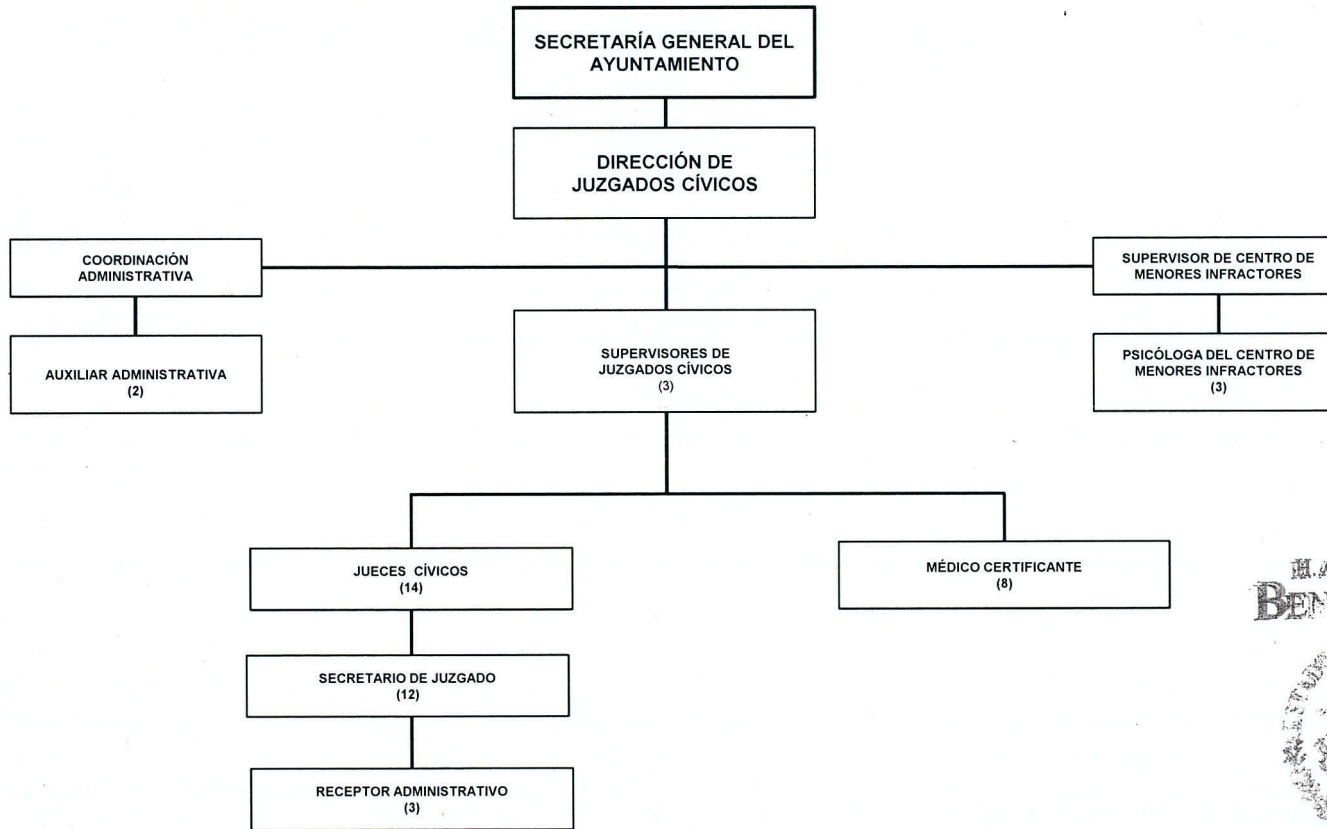 SECRETARÍA GENERAL DEL
AYUNTAMIENTO
DIRECCIÓN DE
JUZGADOS CÍVICOS
COORDINACIÓN
ADMINISTRATIVA
SUPERVISOR DE CENTRO DE
MENORES INFRACTORES
AUXILIAR ADMINISTRATIVA
(2)
SUPERVISORES DE
JUZGADOS CÍVICOS
(3)
PSICÓLOGA DEL CENTRO DE
MENORES INFRACTORES
(3)
JUECES CÍVICOS
(14)
MÉDICO CERTIFICANTE
(8)
SECRETARIO DE JUZGADO
(12)
RECEPTOR ADMINISTRATIVO
(3)
H.